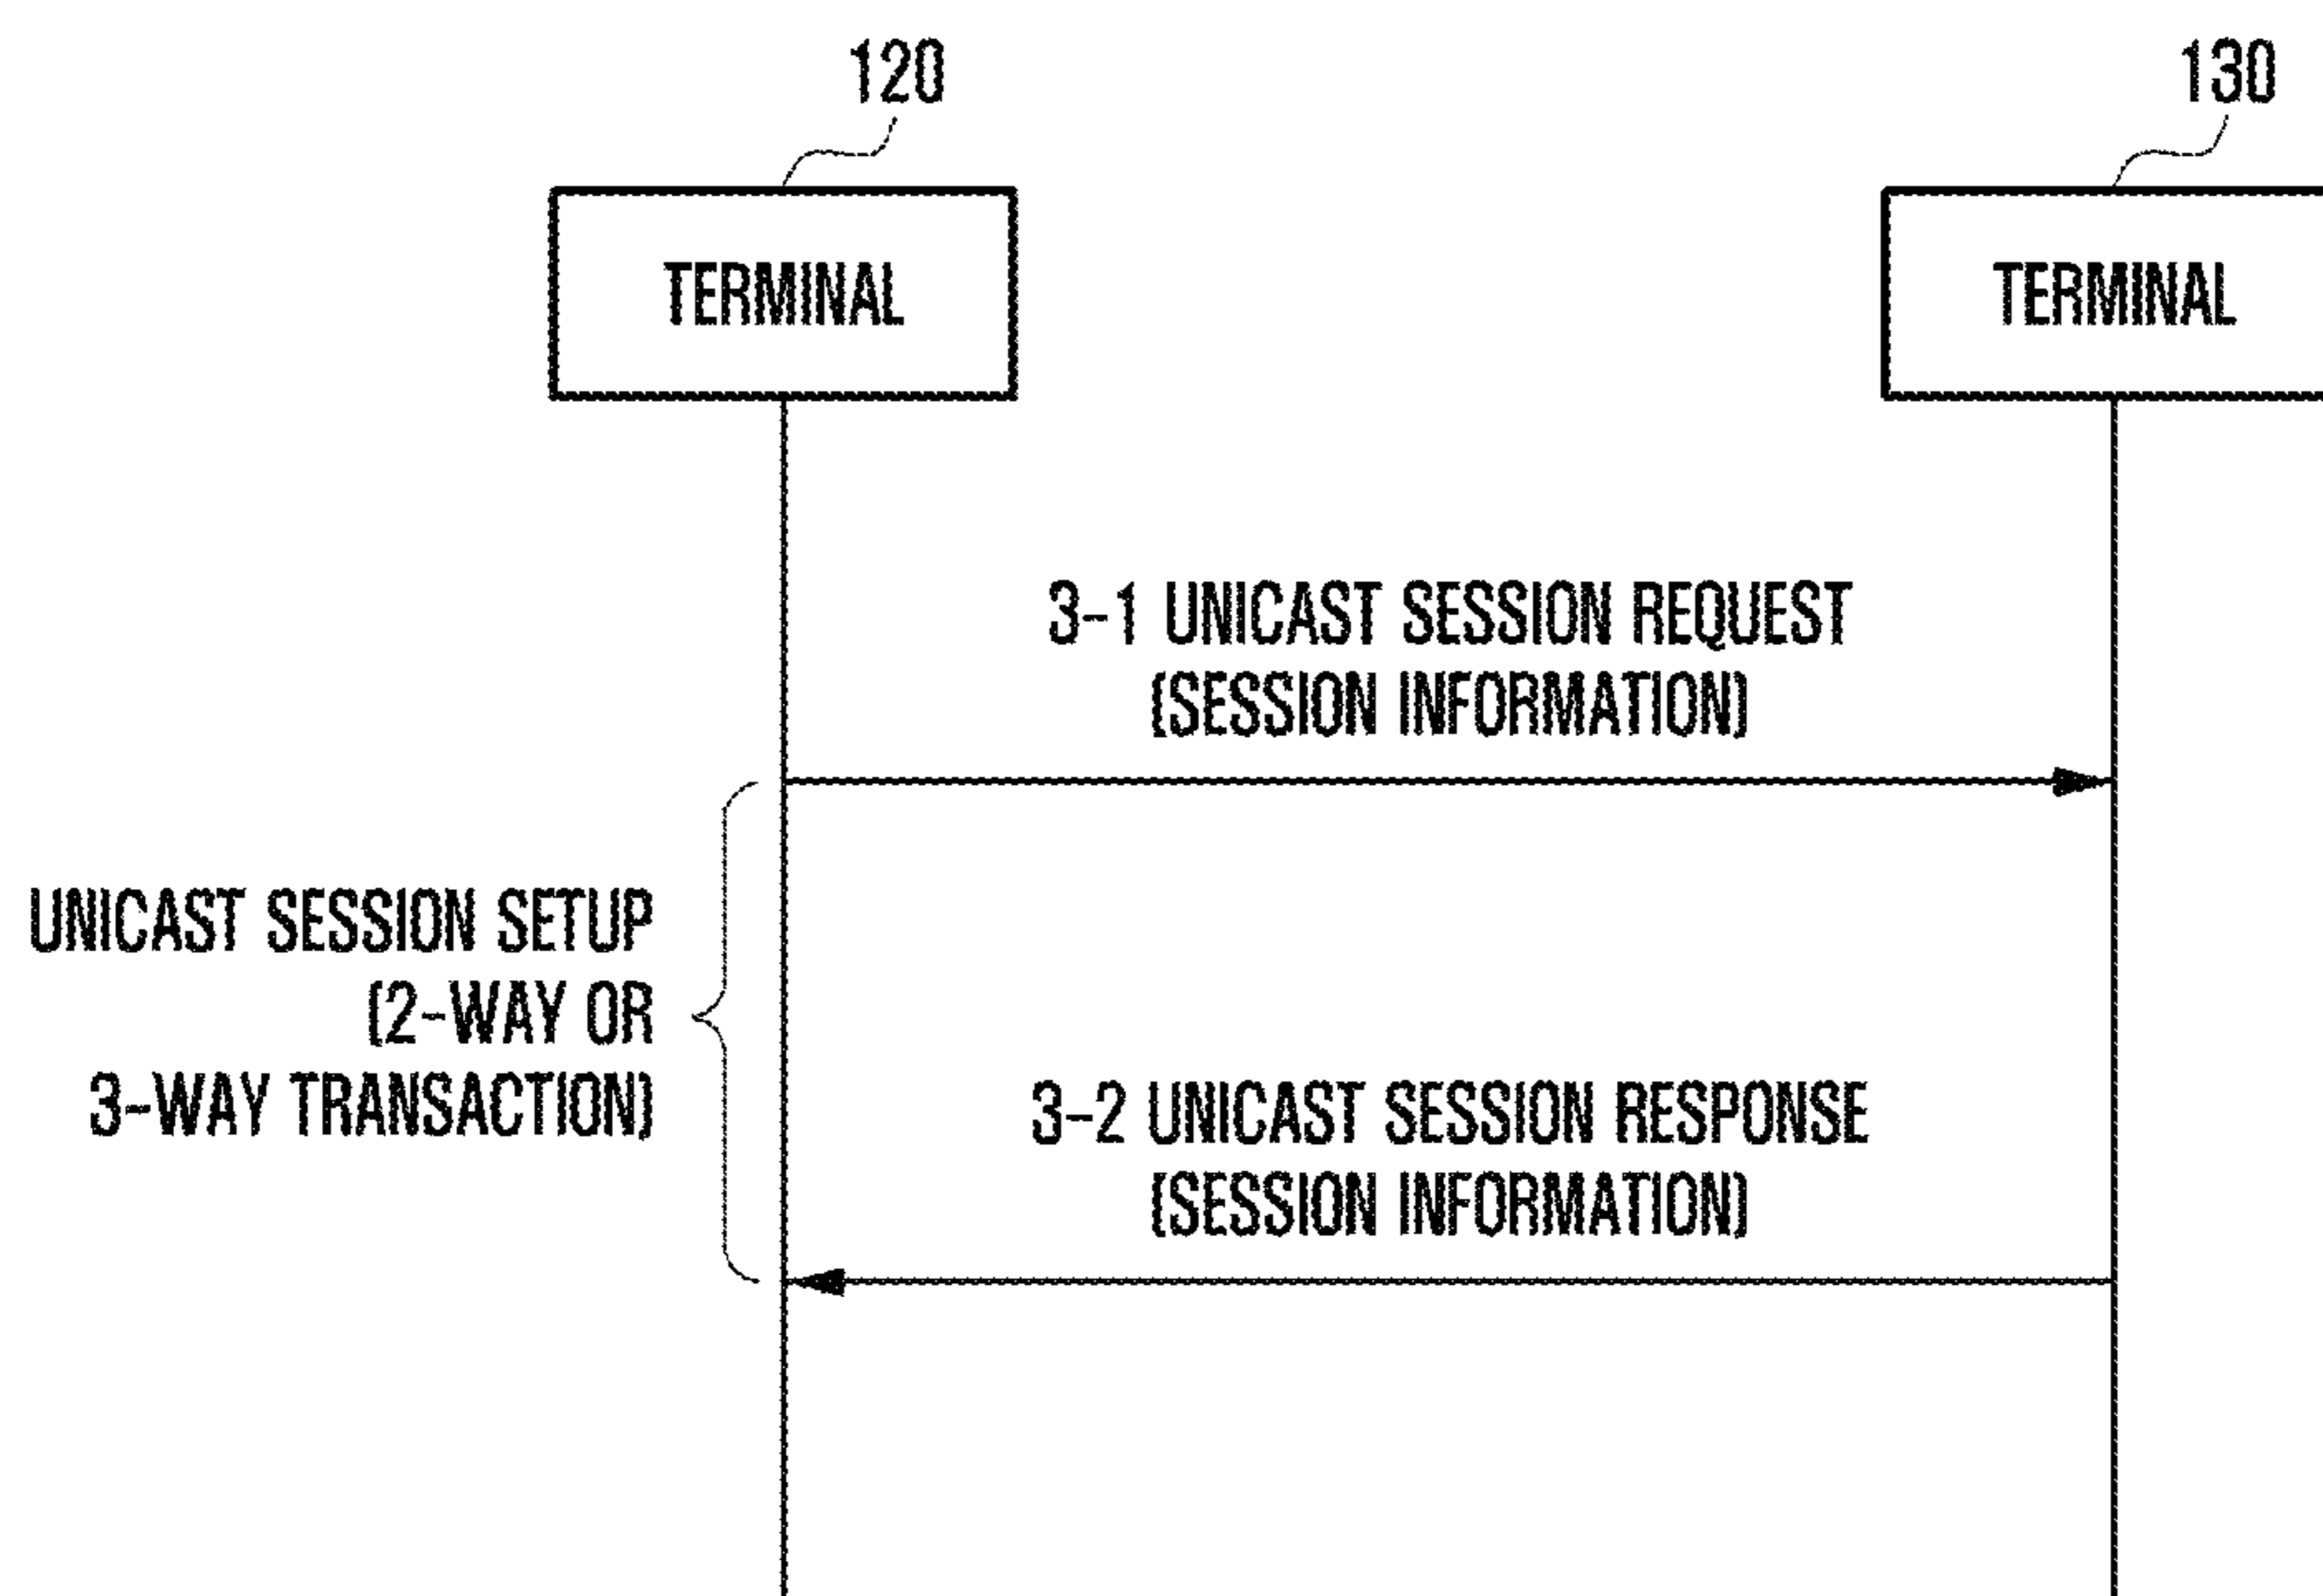 120
130
TERMINAL
TERMINAL
3-1 UNICAST SESSION REQUEST
(SESSION INFORMATION)
UNICAST SESSION SETUP
(2-WAY OR
3-WAY TRANSACTION)
3-2 UNICAST SESSION RESPONSE
(SESSION INFORMATION)